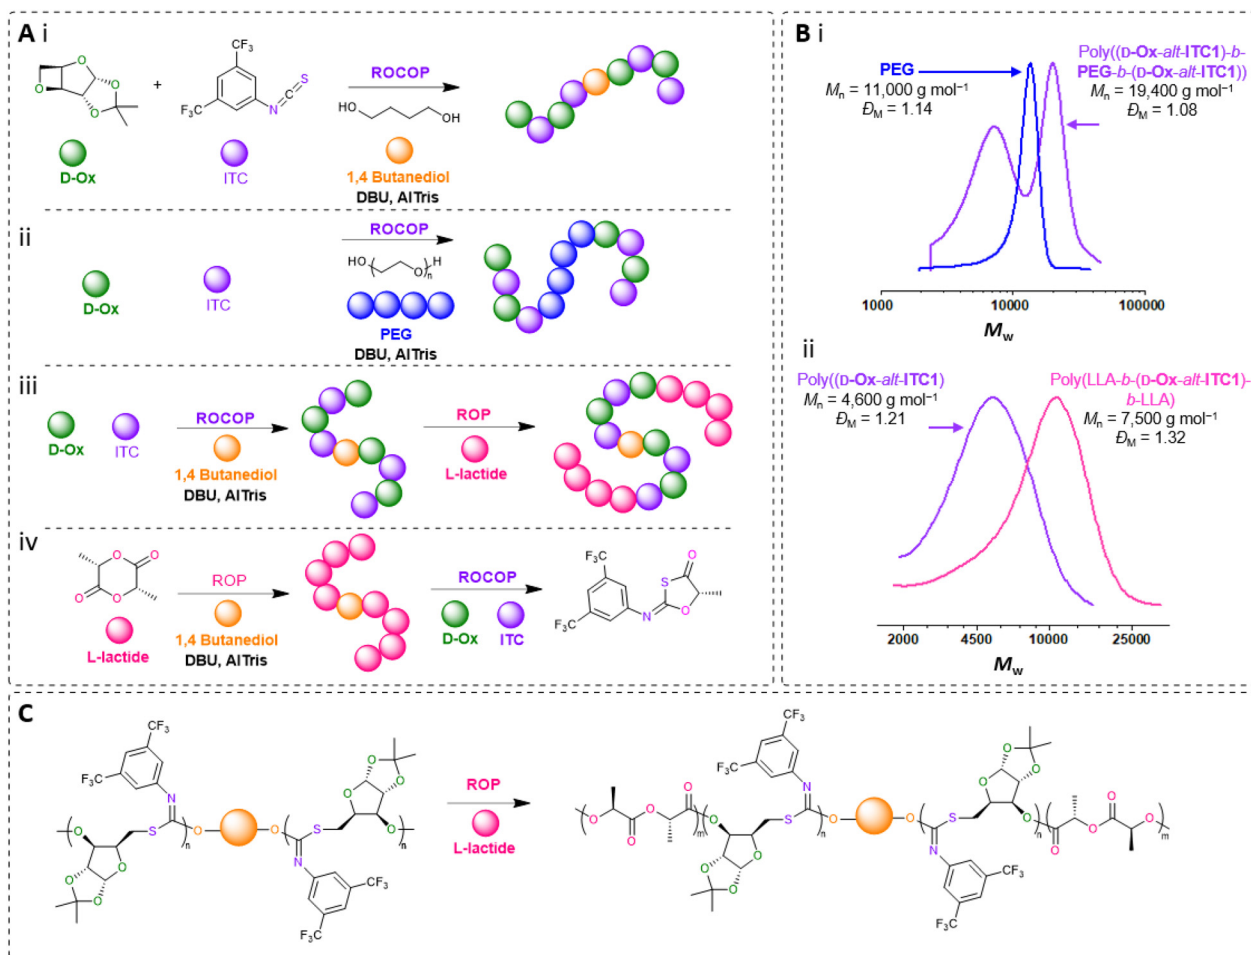 A i
CF₃
F₃C
N
C
S
O
O
O
O
+
ROCOP
HO
OH
D-Ox
ITC
1,4 Butanediol
DBU, AlTris
ii
ROCOP
HO
O
H
n
D-Ox
ITC
PEG
DBU, AlTris
iii
D-Ox
ITC
ROCOP
1,4 Butanediol
DBU, AlTris
ROP
L-lactide
iv
O
O
O
O
L-lactide
ROP
1,4 Butanediol
DBU, AlTris
ROCOP
D-Ox
ITC
F₃C
F₃C
N
S
O
O
B i
PEG
Mn = 11,000 g mol⁻¹
ĐM = 1.14
Poly((D-Ox-alt-ITC1)-b-
PEG-b-(D-Ox-alt-ITC1))
Mn = 19,400 g mol⁻¹
ĐM = 1.08
1000
10000
100000
Mw
ii
Poly((D-Ox-alt-ITC1)
Mn = 4,600 g mol⁻¹
ĐM = 1.21
Poly(LLA-b-(D-Ox-alt-ITC1)-
b-LLA)
Mn = 7,500 g mol⁻¹
ĐM = 1.32
2000
4500
10000
25000
Mw
C
CF₃
F₃C
N
S
O
O
n
O
O
O
O
O
n
S
O
O
O
O
N
CF₃
F₃C
ROP
L-lactide
O
O
O
O
m
O
O
O
O
S
N
CF₃
F₃C
n
O
O
n
S
N
CF₃
F₃C
O
O
O
O
O
O
O
O
m